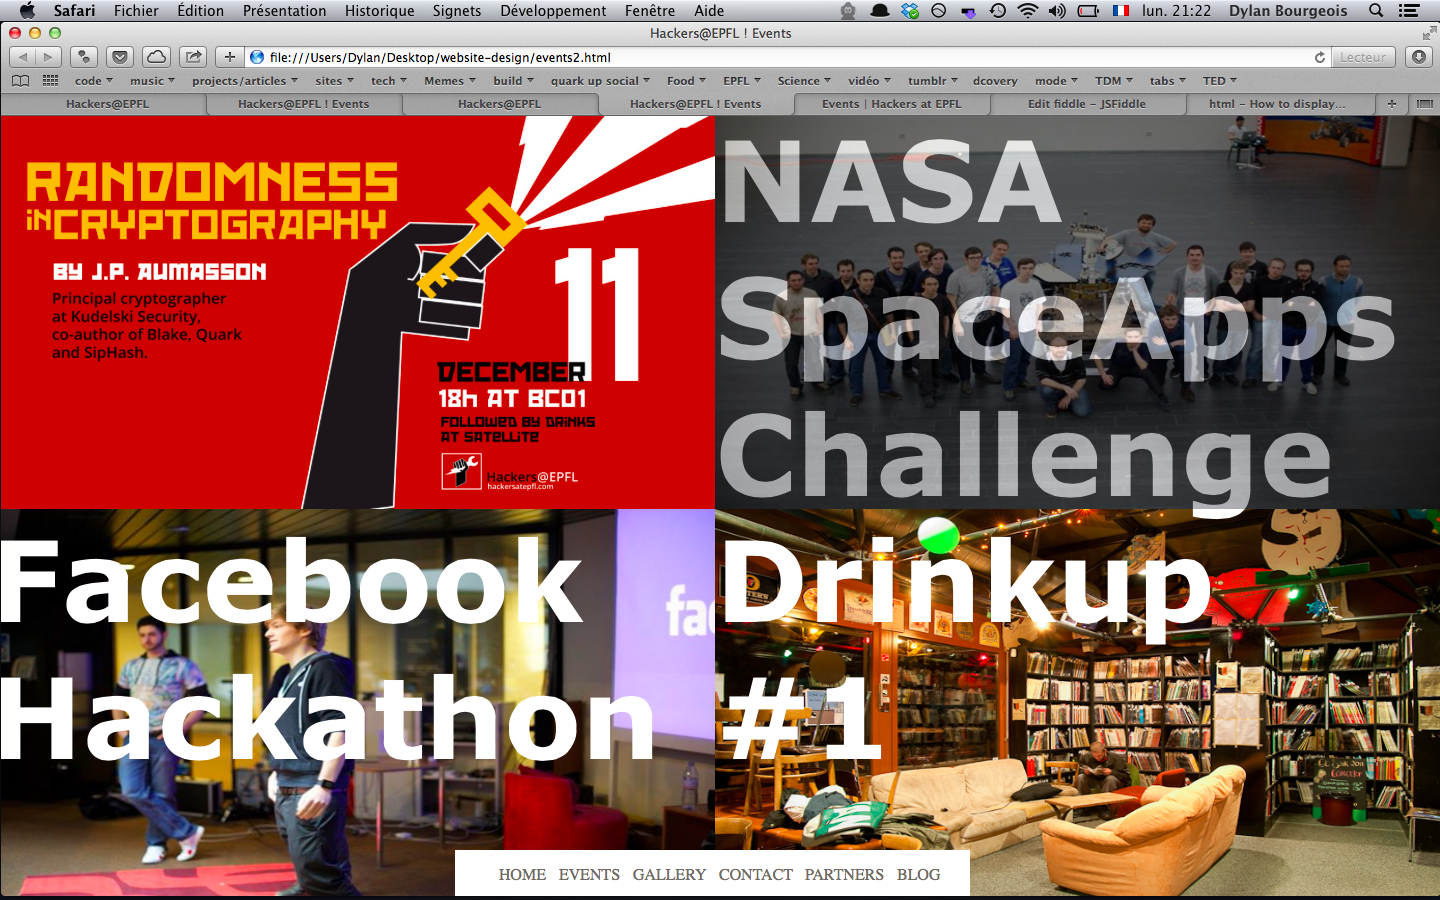 Safari Fichier Édition Présentation Historique Signets Développement Fenêtre Aide lun. 21:22 Dylan Bourgeois
Hackers@EPFL ! Events
file:///Users/Dylan/Desktop/website-design/events2.html Lecteur
code music projects/articles sites tech Memes build quark up social Food EPFL Science vidéo tumblr dcovery mode TDM tabs TED
Hackers@EPFL Hackers@EPFL ! Events Hackers@EPFL Hackers@EPFL ! Events Events | Hackers at EPFL Edit fiddle - JSFiddle html - How to display...
RANDOMNESS
IN CRYPTOGRAPHY
BY J.P. AUMASSON
Principal cryptographer
at Kudelski Security,
co-author of Blake, Quark
and SipHash.
11
DECEMBER
18h AT BC01
FOLLOWED BY DRINKS
AT SATELLITE
Hackers@EPFL
hackersatepfl.com
NASA
SpaceApps
Challenge
Facebook
Hackathon
fac
Drinkup
#1
CONCERT
HOME EVENTS GALLERY CONTACT PARTNERS BLOG